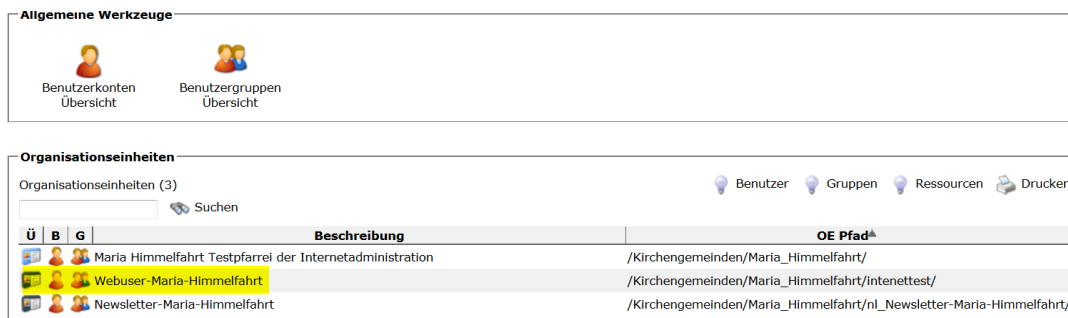 Allgemeine Werkzeuge
Benutzerkonten Benutzergruppen
Übersicht Übersicht
Organisationseinheiten
Organisationseinheiten (3) Benutzer Gruppen Ressourcen Drucken
Suchen
Ü B G Beschreibung OE Pfad
Maria Himmelfahrt Testpfarrei der Internetadministration /Kirchengemeinden/Maria_Himmelfahrt/
Webuser-Maria-Himmelfahrt /Kirchengemeinden/Maria_Himmelfahrt/intenettest/
Newsletter-Maria-Himmelfahrt /Kirchengemeinden/Maria_Himmelfahrt/nl_Newsletter-Maria-Himmelfahrt/